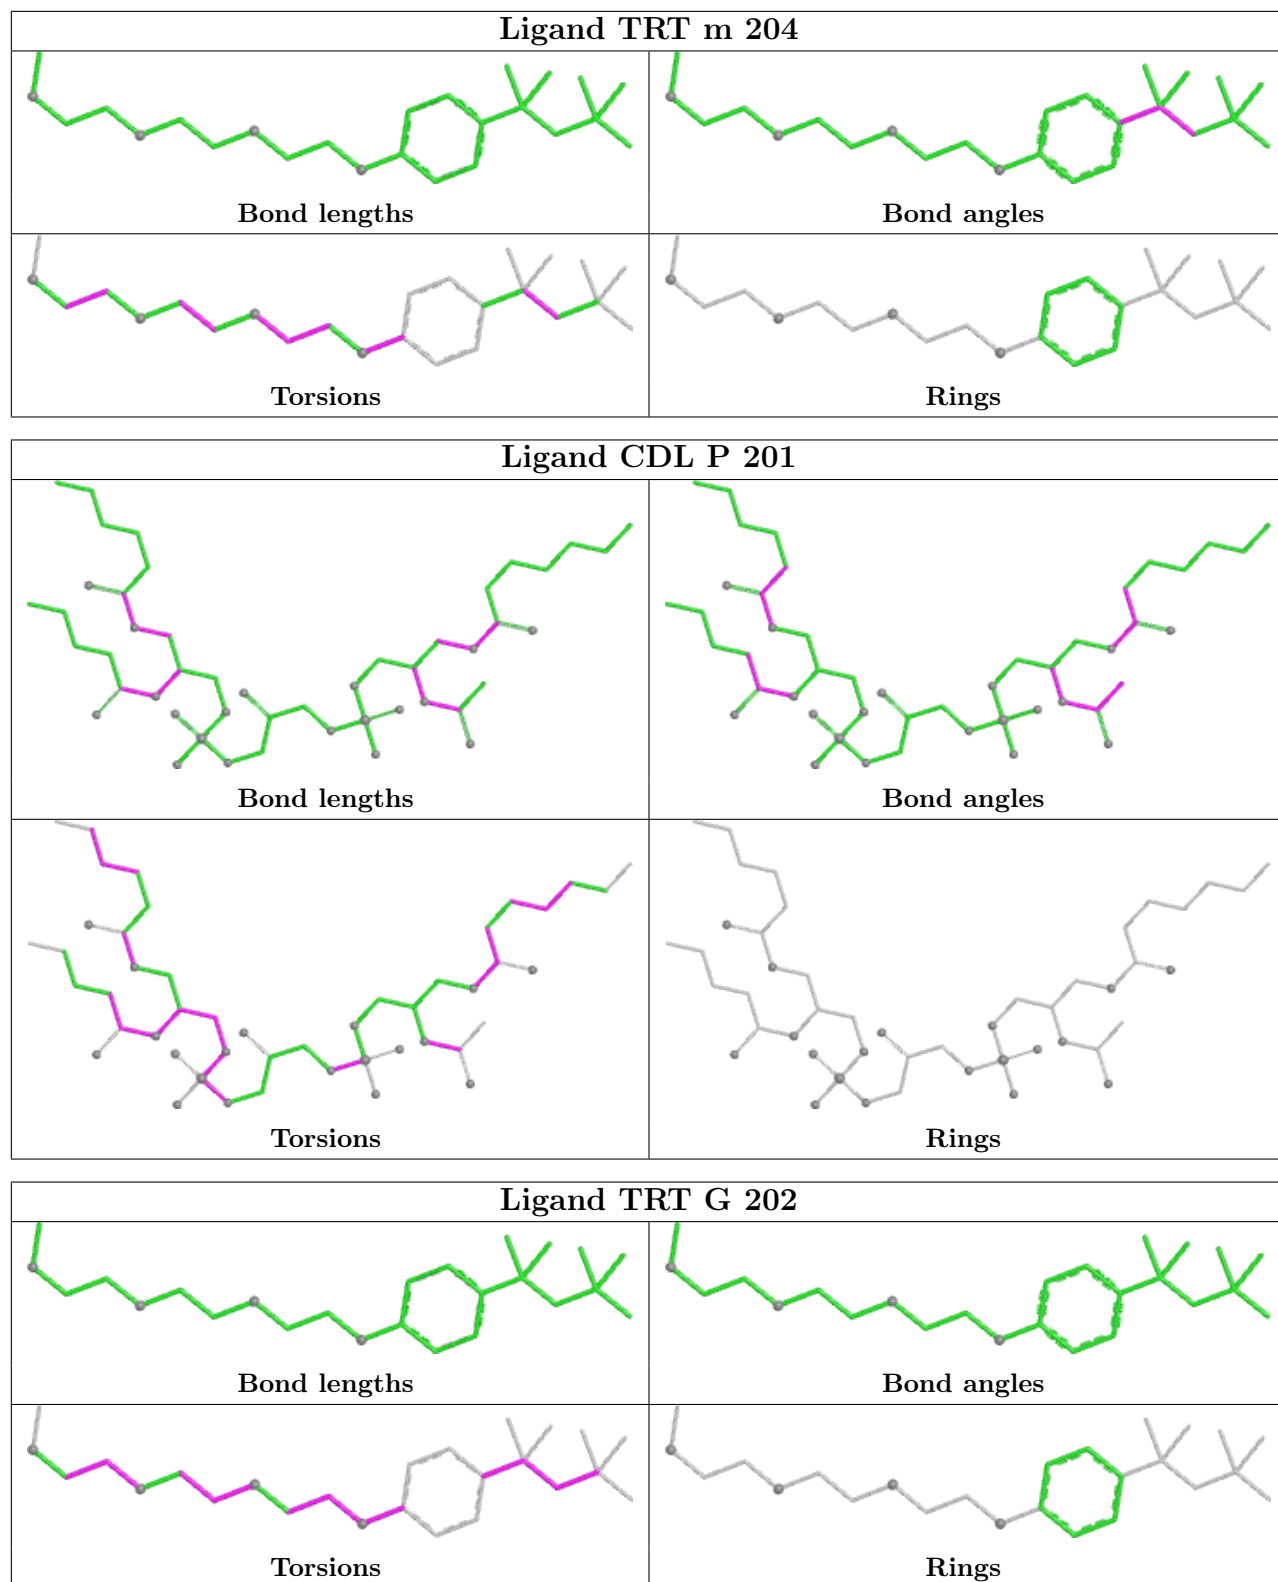 Ligand TRT m 204
Bond lengths
Bond angles
Torsions
Rings
Ligand CDL P 201
Bond lengths
Bond angles
Torsions
Rings
Ligand TRT G 202
Bond lengths
Bond angles
Torsions
Rings